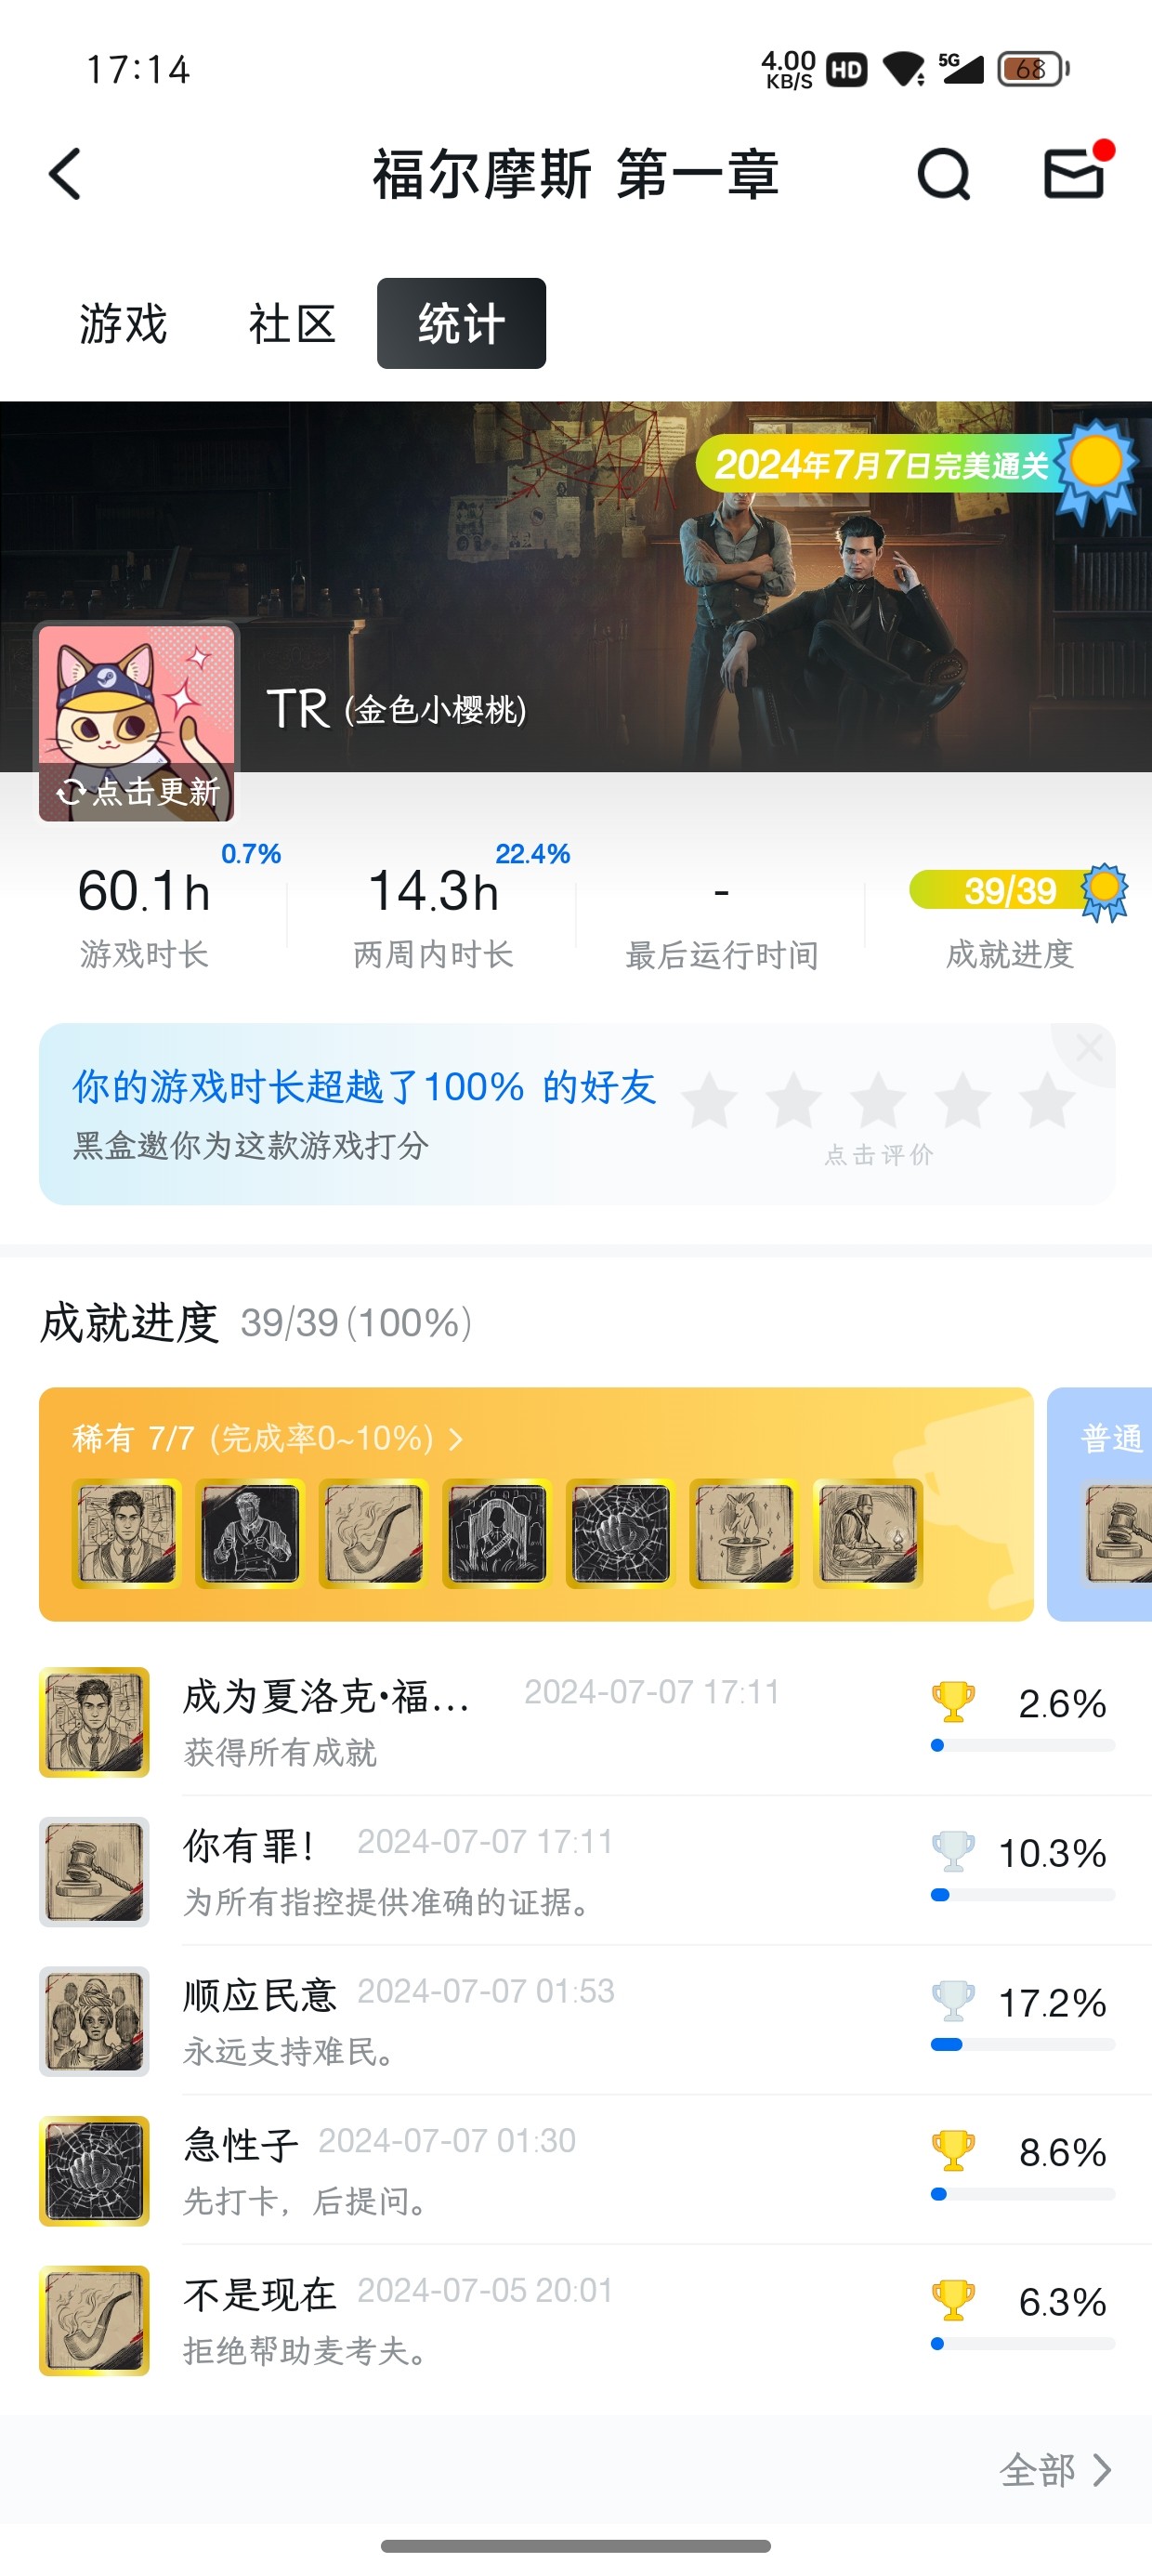 17:14
4.00
KB/S
HD
5G
68
福尔摩斯 第一章
游戏 社区 统计
2024年7月7日完美通关
TR (金色小樱桃)
点击更新
0.7% 22.4%
60.1h 14.3h - 39/39
游戏时长 两周内时长 最后运行时间 成就进度
你的游戏时长超越了100% 的好友
黑盒邀你为这款游戏打分
点击评价
成就进度 39/39(100%)
稀有 7/7 (完成率0~10%) >
普通
成为夏洛克·福... 2024-07-07 17:11
2.6%
获得所有成就
你有罪! 2024-07-07 17:11
10.3%
为所有指控提供准确的证据。
顺应民意 2024-07-07 01:53
17.2%
永远支持难民。
急性子 2024-07-07 01:30
8.6%
先打卡，后提问。
不是现在 2024-07-05 20:01
6.3%
拒绝帮助麦考夫。
全部 >